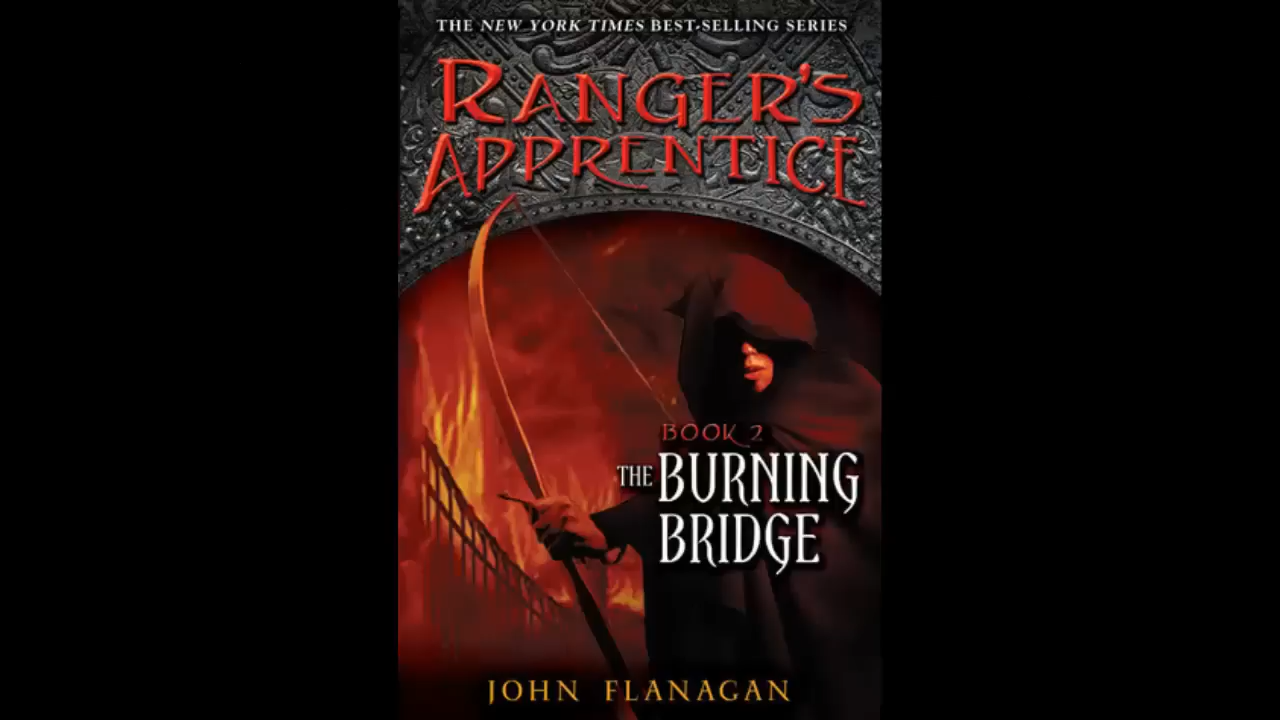 THE NEW YORK TIMES BEST-SELLING SERIES
RANGER'S
APPRENTICE
BOOK 2
THE BURNING
BRIDGE
JOHN FLANAGAN